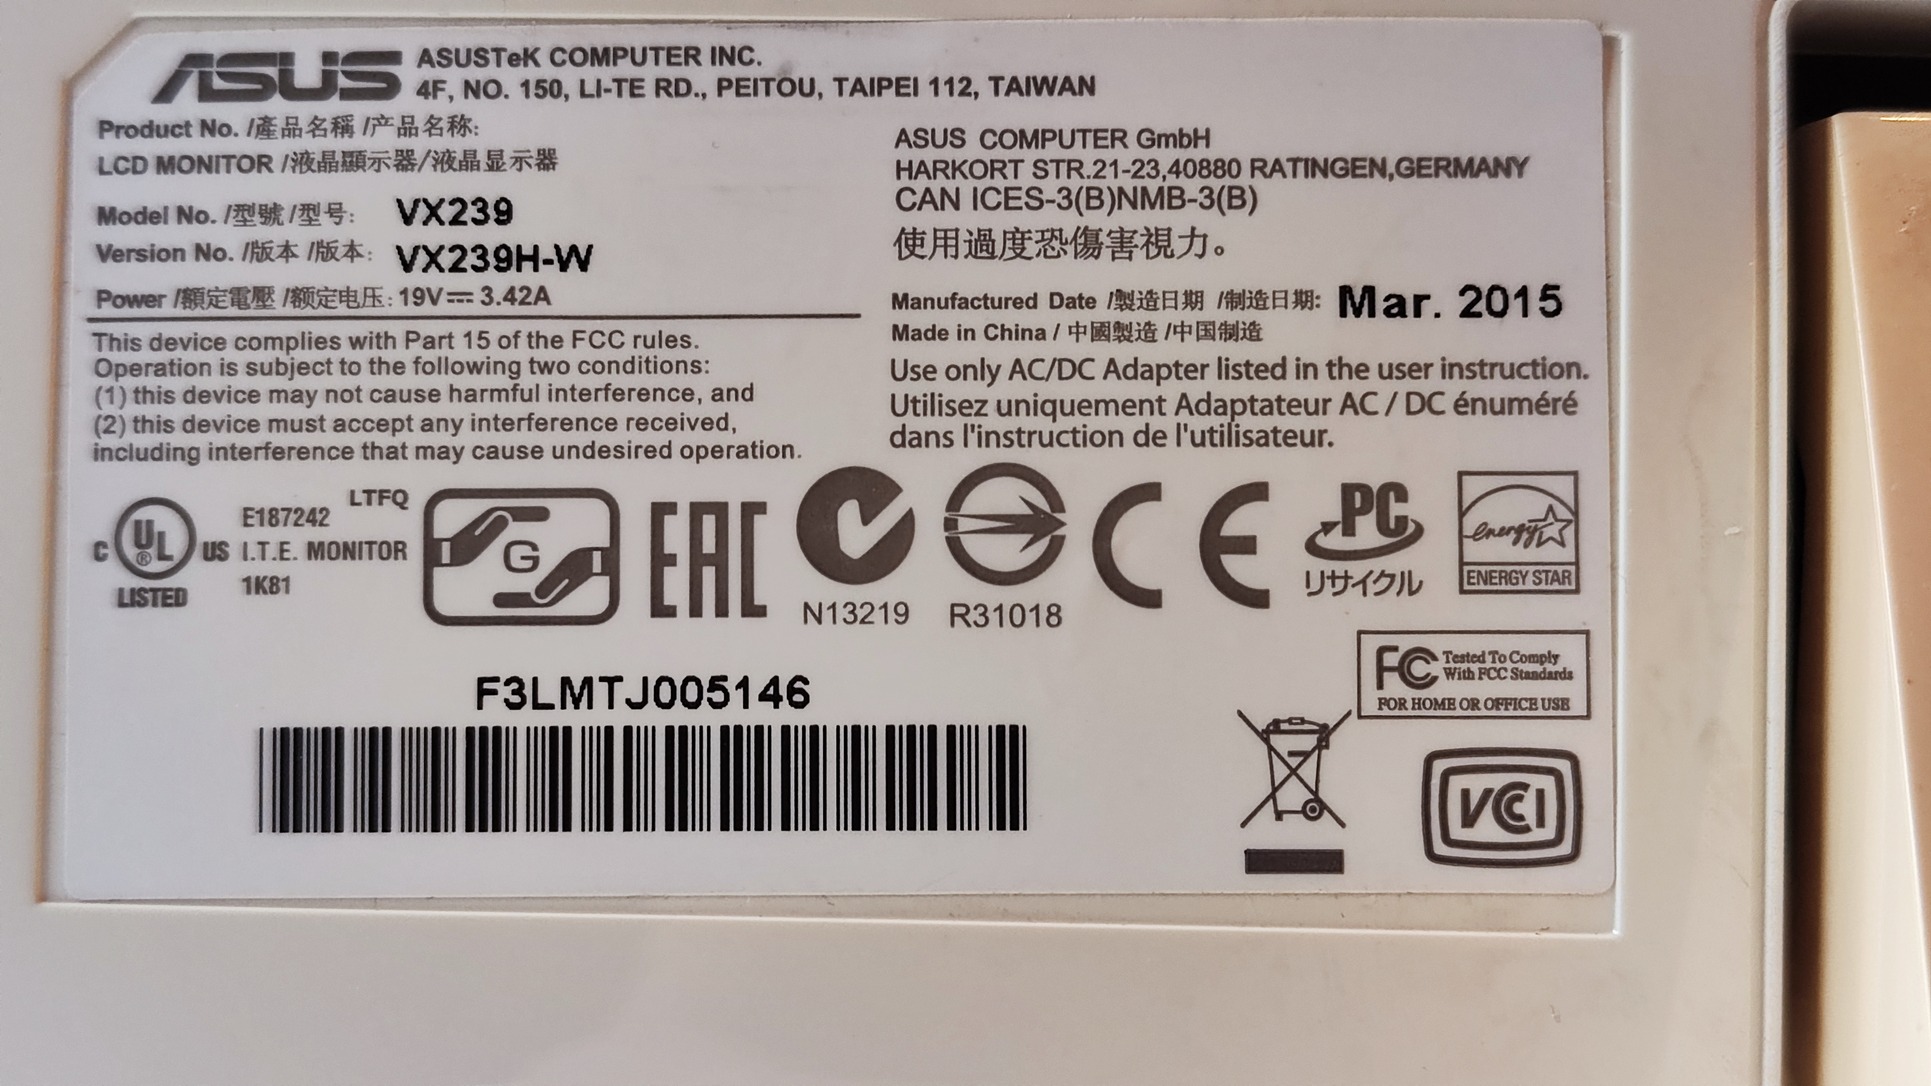 ASUS
ASUSTeK COMPUTER INC.
4F, NO. 150, LI-TE RD., PEITOU, TAIPEI 112, TAIWAN
Product No. /產品名稱 /产品名称:
LCD MONITOR /液晶顯示器/液晶显示器
Model No. /型號 /型号: VX239
Version No. /版本 /版本: VX239H-W
Power /額定電壓 /额定电压: 19V⎓ 3.42A
This device complies with Part 15 of the FCC rules.
Operation is subject to the following two conditions:
(1) this device may not cause harmful interference, and
(2) this device must accept any interference received,
including interference that may cause undesired operation.
ASUS COMPUTER GmbH
HARKORT STR.21-23,40880 RATINGEN,GERMANY
CAN ICES-3(B)NMB-3(B)
使用過度恐傷害視力。
Manufactured Date /製造日期 /制造日期: Mar. 2015
Made in China / 中國製造 /中国制造
Use only AC/DC Adapter listed in the user instruction.
Utilisez uniquement Adaptateur AC / DC énuméré
dans l'instruction de l'utilisateur.
C UL® US
LISTED
LTFQ
E187242
I.T.E. MONITOR
1K81
G
EAC
N13219
R31018
CE
PC
リサイクル
energy
ENERGY STAR
FC Tested To Comply
With FCC Standards
FOR HOME OR OFFICE USE
F3LMTJ005146
VCCI